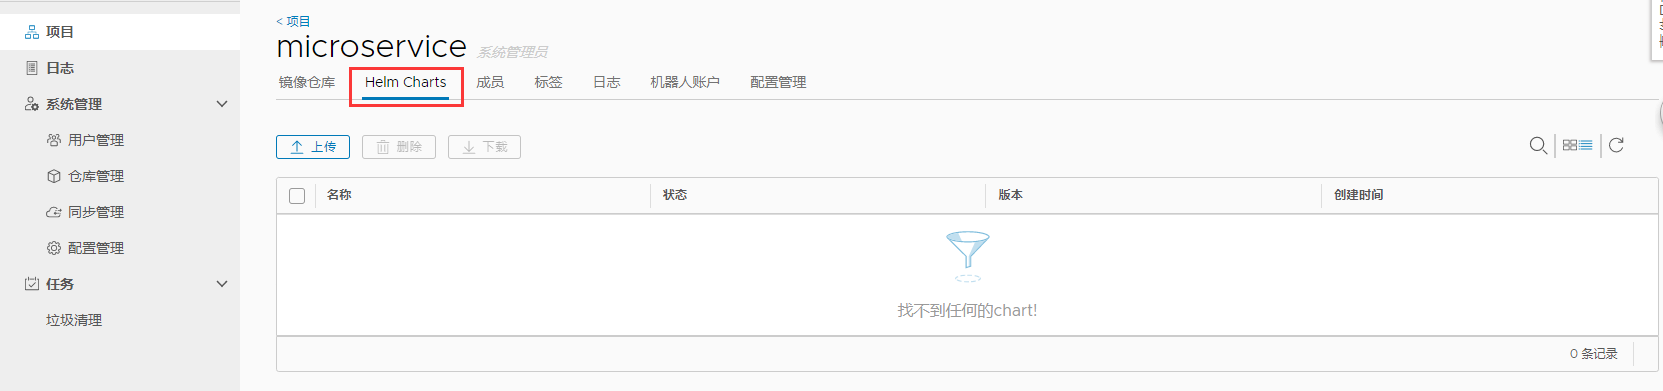 项目
日志
系统管理
用户管理
仓库管理
同步管理
配置管理
任务
垃圾清理
< 项目
microservice 系统管理员
镜像仓库 Helm Charts 成员 标签 日志 机器人账户 配置管理
上传 删除 下载
名称 状态 版本 创建时间
找不到任何的chart!
0 条记录